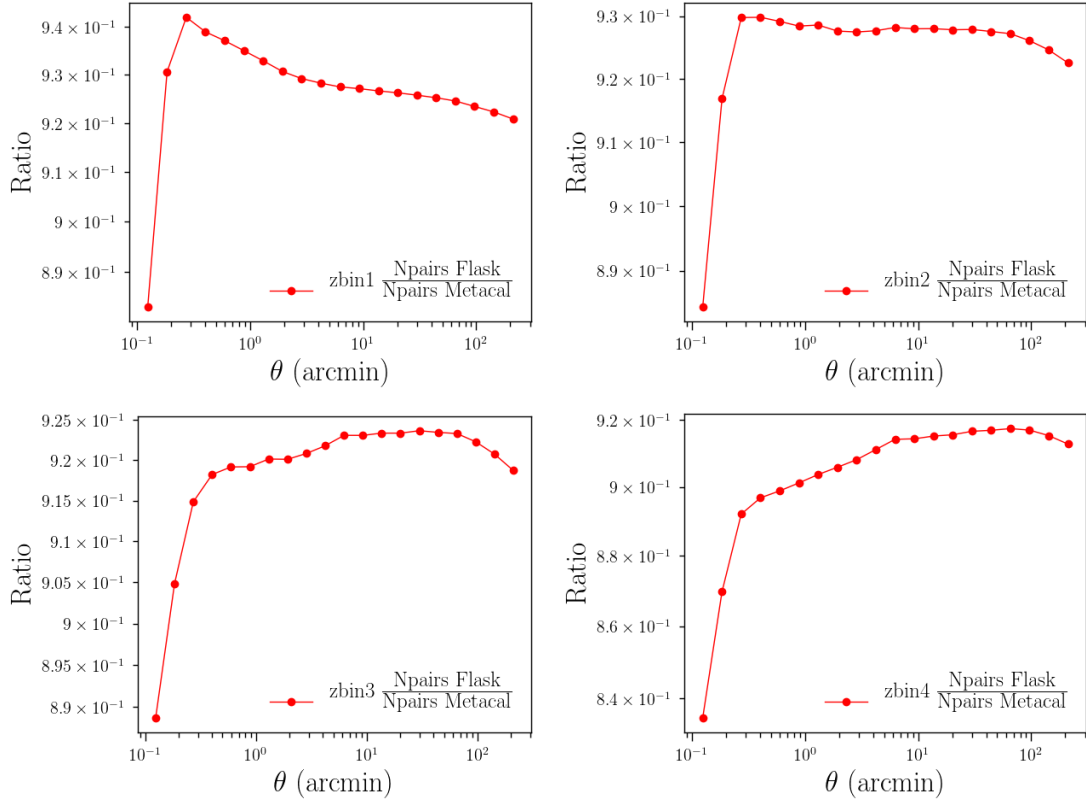 9.4 × 10⁻¹
9.3 × 10⁻¹
9.2 × 10⁻¹
9.1 × 10⁻¹
9 × 10⁻¹
8.9 × 10⁻¹
Ratio
zbin1 Npairs Flask
Npairs Metacal
10⁻¹ 10⁰ 10¹ 10²
θ (arcmin)
9.3 × 10⁻¹
9.2 × 10⁻¹
9.1 × 10⁻¹
9 × 10⁻¹
8.9 × 10⁻¹
Ratio
zbin2 Npairs Flask
Npairs Metacal
10⁻¹ 10⁰ 10¹ 10²
θ (arcmin)
9.25 × 10⁻¹
9.2 × 10⁻¹
9.15 × 10⁻¹
9.1 × 10⁻¹
9.05 × 10⁻¹
9 × 10⁻¹
8.95 × 10⁻¹
8.9 × 10⁻¹
Ratio
zbin3 Npairs Flask
Npairs Metacal
10⁻¹ 10⁰ 10¹ 10²
θ (arcmin)
9.2 × 10⁻¹
9 × 10⁻¹
8.8 × 10⁻¹
8.6 × 10⁻¹
8.4 × 10⁻¹
Ratio
zbin4 Npairs Flask
Npairs Metacal
10⁻¹ 10⁰ 10¹ 10²
θ (arcmin)